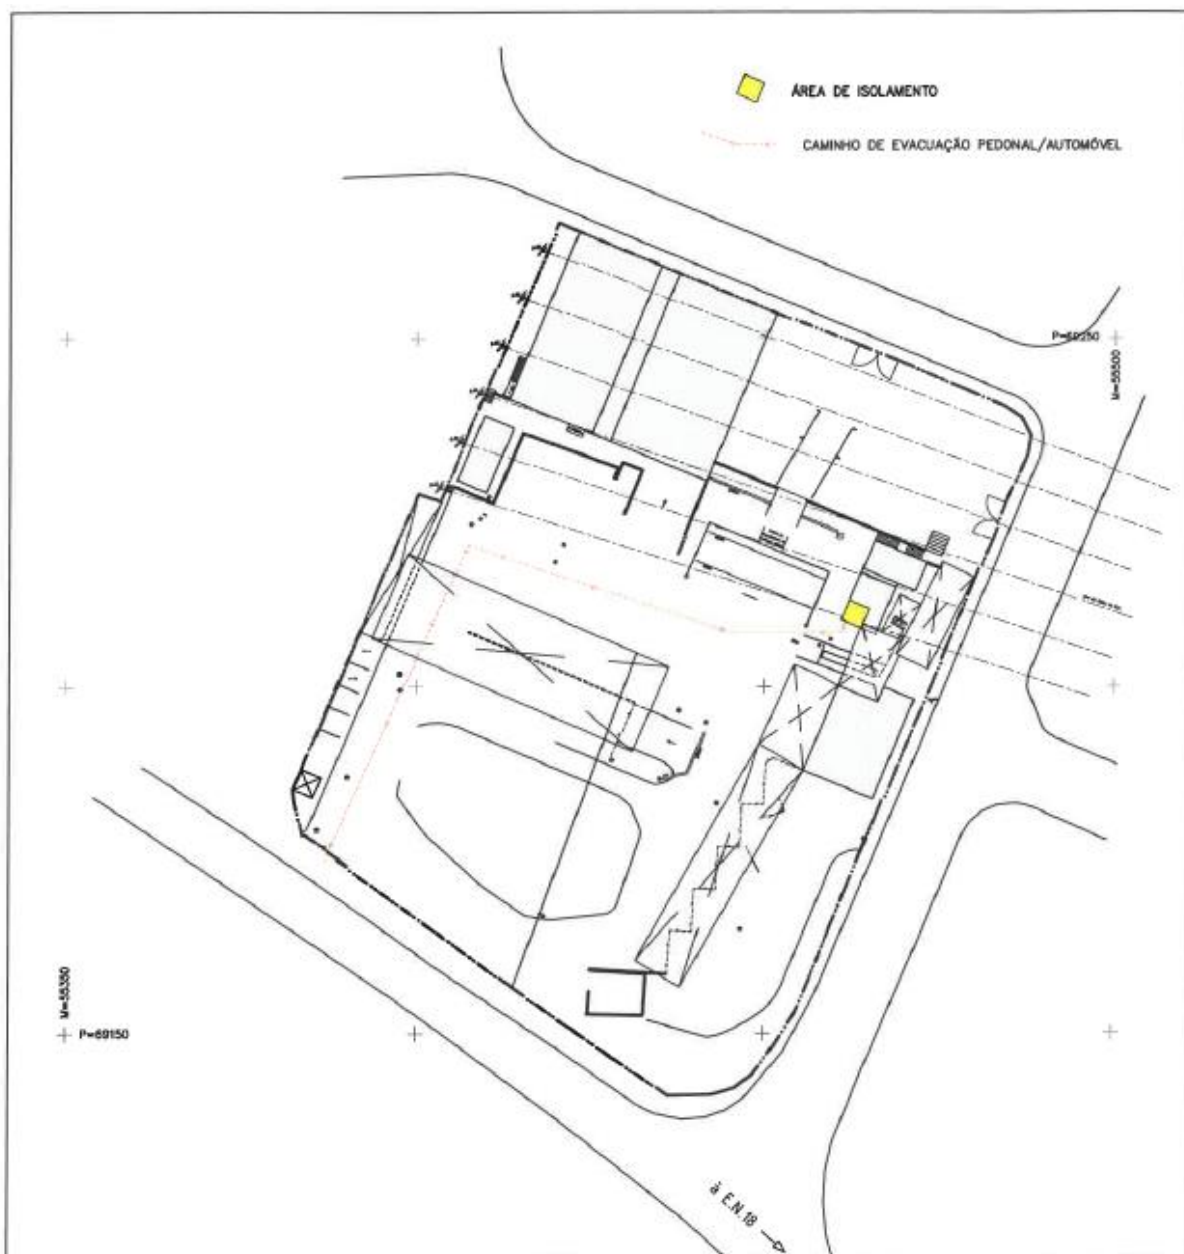 ÁREA DE ISOLAMENTO
CAMINHO DE EVACUAÇÃO PEDONAL/AUTOMÓVEL
M=55500
M=55350
P=69150
à E.N.18